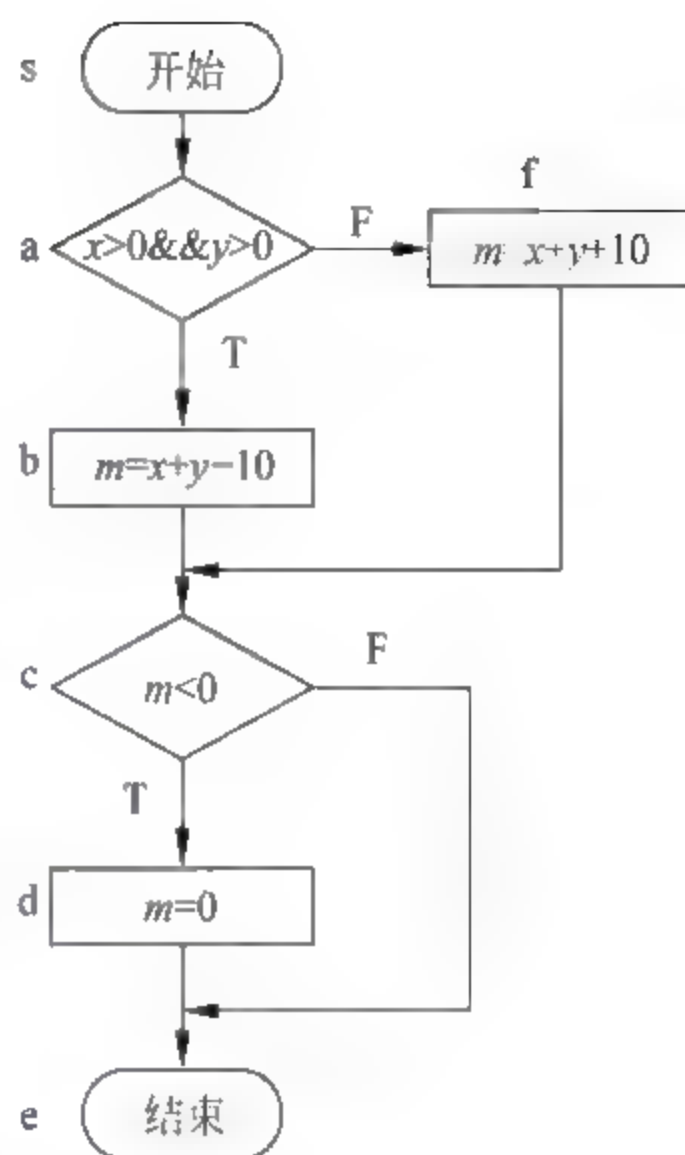 s 开始
f
a x>0&&y>0 F m x+y+10
T
b m=x+y-10
F
c m<0
T
d m=0
e 结束